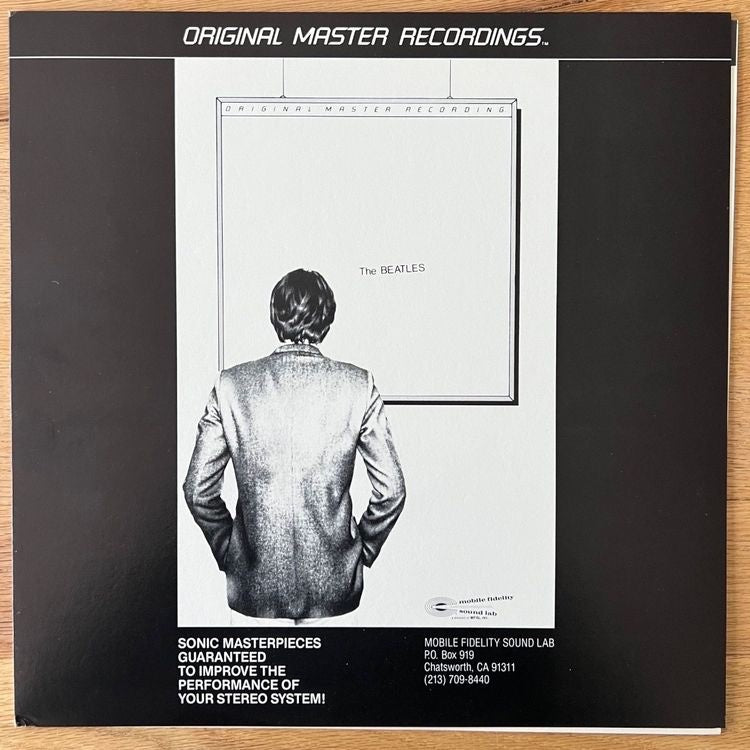 ORIGINAL MASTER RECORDINGS™
ORIGINAL MASTER RECORDING
The BEATLES
mobile fidelity
sound lab
SONIC MASTERPIECES
GUARANTEED
TO IMPROVE THE
PERFORMANCE OF
YOUR STEREO SYSTEM!
MOBILE FIDELITY SOUND LAB
P.O. Box 919
Chatsworth, CA 91311
(213) 709-8440